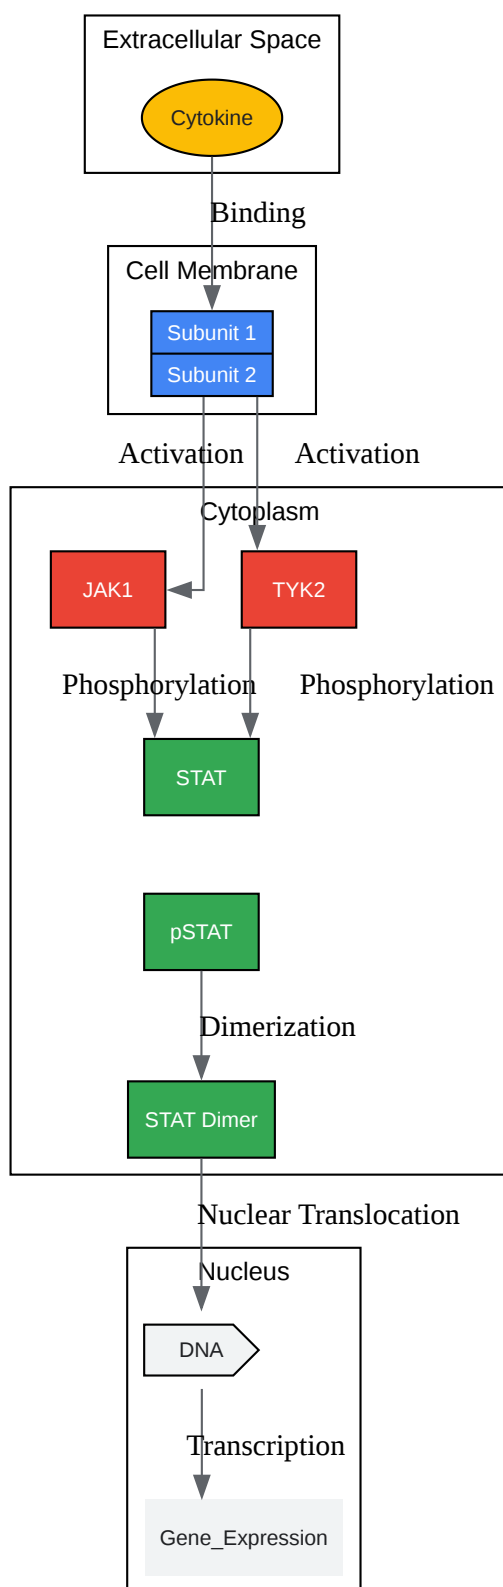 Extracellular Space
Cytokine
Binding
Cell Membrane
Subunit 1
Subunit 2
Activation Activation
Cytoplasm
JAK1 TYK2
Phosphorylation Phosphorylation
STAT
pSTAT
Dimerization
STAT Dimer
Nuclear Translocation
Nucleus
DNA
Transcription
Gene_Expression